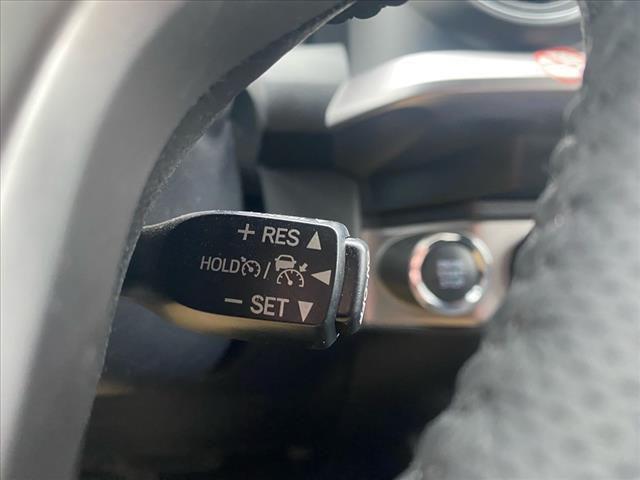 + RES
HOLD /
− SET